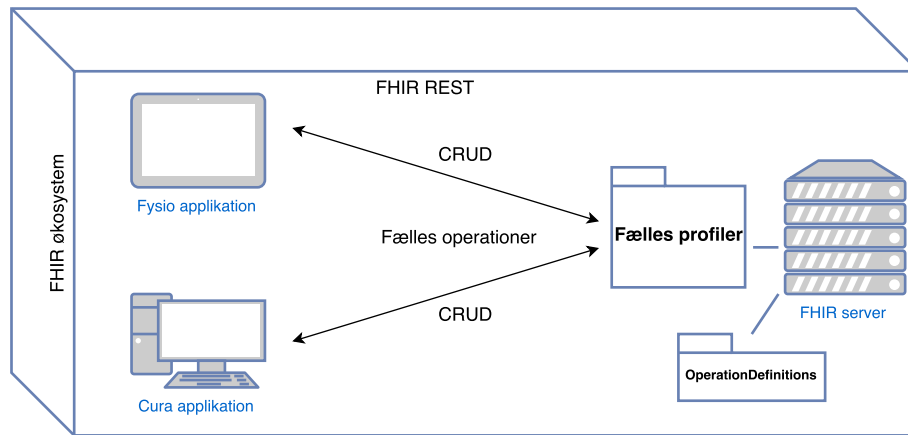 FHIR økosystem
FHIR REST
Fysio applikation
CRUD
Fælles operationer
Fælles profiler
CRUD
FHIR server
OperationDefinitions
Cura applikation